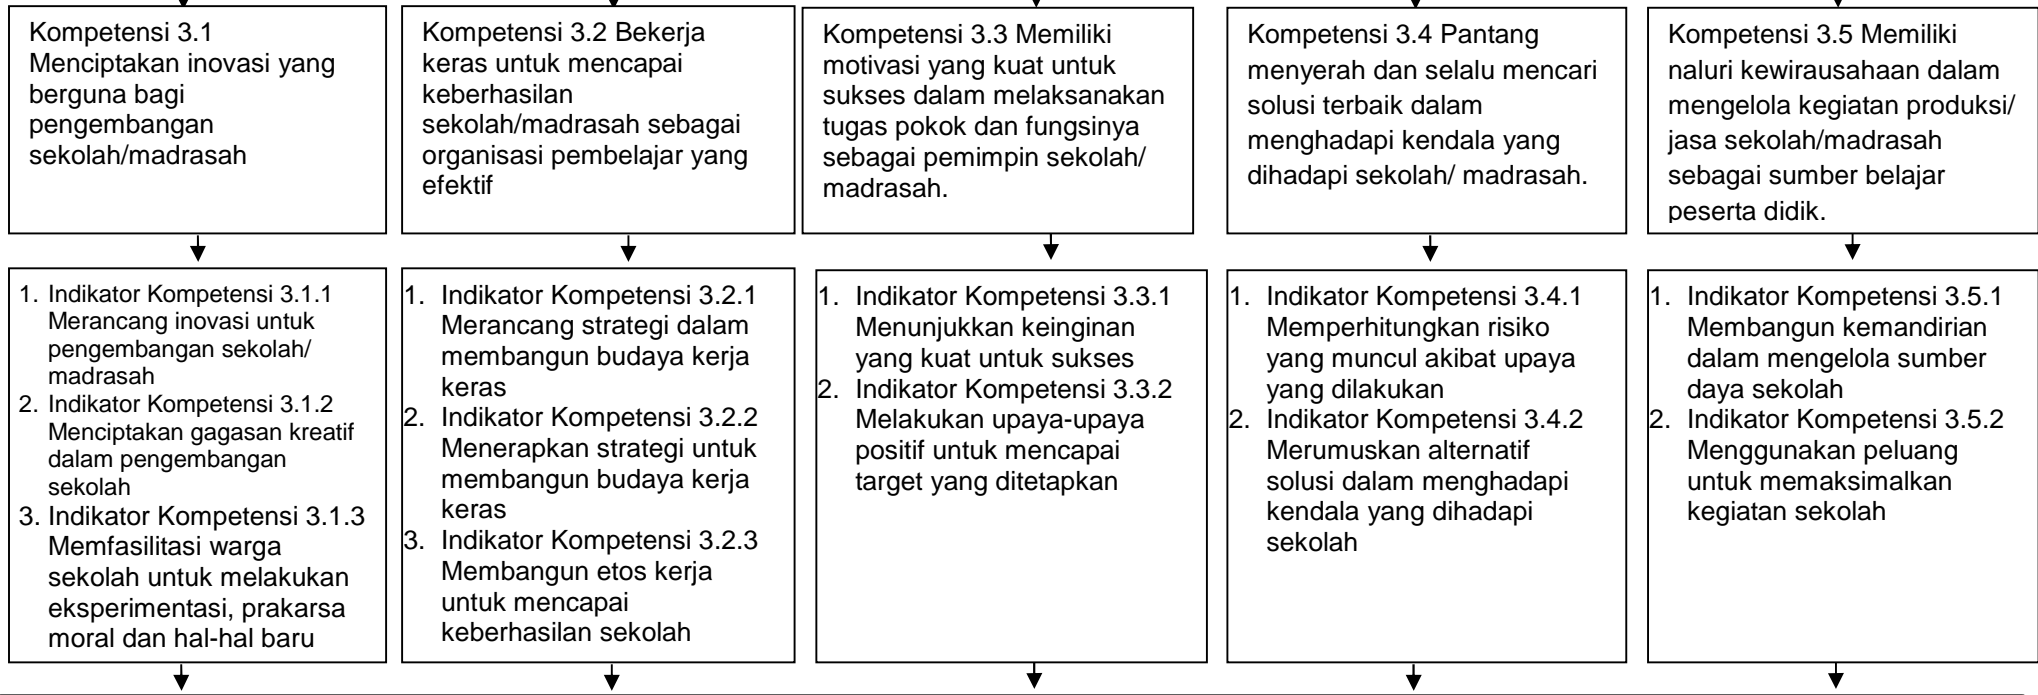 Kompetensi 3.1
Menciptakan inovasi yang
berguna bagi
pengembangan
sekolah/madrasah
Kompetensi 3.2 Bekerja
keras untuk mencapai
keberhasilan
sekolah/madrasah sebagai
organisasi pembelajar yang
efektif
Kompetensi 3.3 Memiliki
motivasi yang kuat untuk
sukses dalam melaksanakan
tugas pokok dan fungsinya
sebagai pemimpin sekolah/
madrasah.
Kompetensi 3.4 Pantang
menyerah dan selalu mencari
solusi terbaik dalam
menghadapi kendala yang
dihadapi sekolah/ madrasah.
Kompetensi 3.5 Memiliki
naluri kewirausahaan dalam
mengelola kegiatan produksi/
jasa sekolah/madrasah
sebagai sumber belajar
peserta didik.
1. Indikator Kompetensi 3.1.1
Merancang inovasi untuk
pengembangan sekolah/
madrasah
2. Indikator Kompetensi 3.1.2
Menciptakan gagasan kreatif
dalam pengembangan
sekolah
3. Indikator Kompetensi 3.1.3
Memfasilitasi warga
sekolah untuk melakukan
eksperimentasi, prakarsa
moral dan hal-hal baru
1. Indikator Kompetensi 3.2.1
Merancang strategi dalam
membangun budaya kerja
keras
2. Indikator Kompetensi 3.2.2
Menerapkan strategi untuk
membangun budaya kerja
keras
3. Indikator Kompetensi 3.2.3
Membangun etos kerja
untuk mencapai
keberhasilan sekolah
1. Indikator Kompetensi 3.3.1
Menunjukkan keinginan
yang kuat untuk sukses
2. Indikator Kompetensi 3.3.2
Melakukan upaya-upaya
positif untuk mencapai
target yang ditetapkan
1. Indikator Kompetensi 3.4.1
Memperhitungkan risiko
yang muncul akibat upaya
yang dilakukan
2. Indikator Kompetensi 3.4.2
Merumuskan alternatif
solusi dalam menghadapi
kendala yang dihadapi
sekolah
1. Indikator Kompetensi 3.5.1
Membangun kemandirian
dalam mengelola sumber
daya sekolah
2. Indikator Kompetensi 3.5.2
Menggunakan peluang
untuk memaksimalkan
kegiatan sekolah